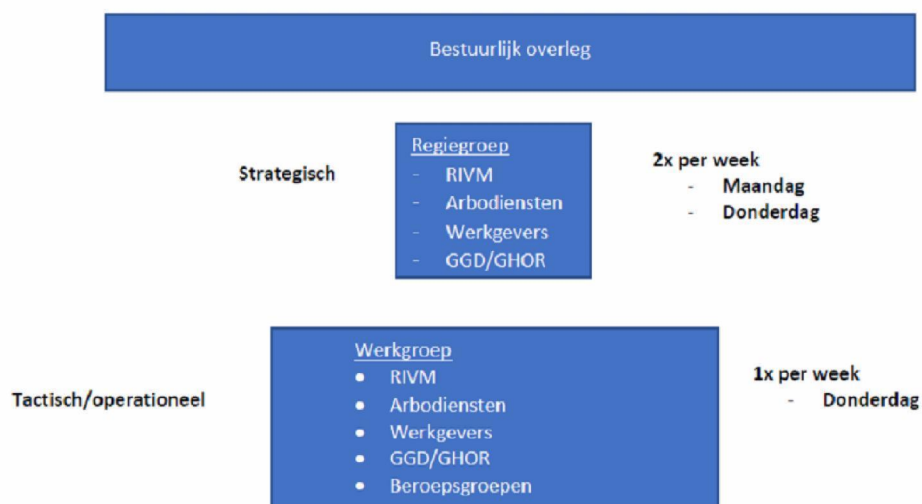 Bestuurlijk overleg
Strategisch
Regiegroep
- RIVM
- Arbodiensten
- Werkgevers
- GGD/GHOR
2x per week
- Maandag
- Donderdag
Tactisch/operationeel
Werkgroep
• RIVM
• Arbodiensten
• Werkgevers
• GGD/GHOR
• Beroepsgroepen
1x per week
- Donderdag